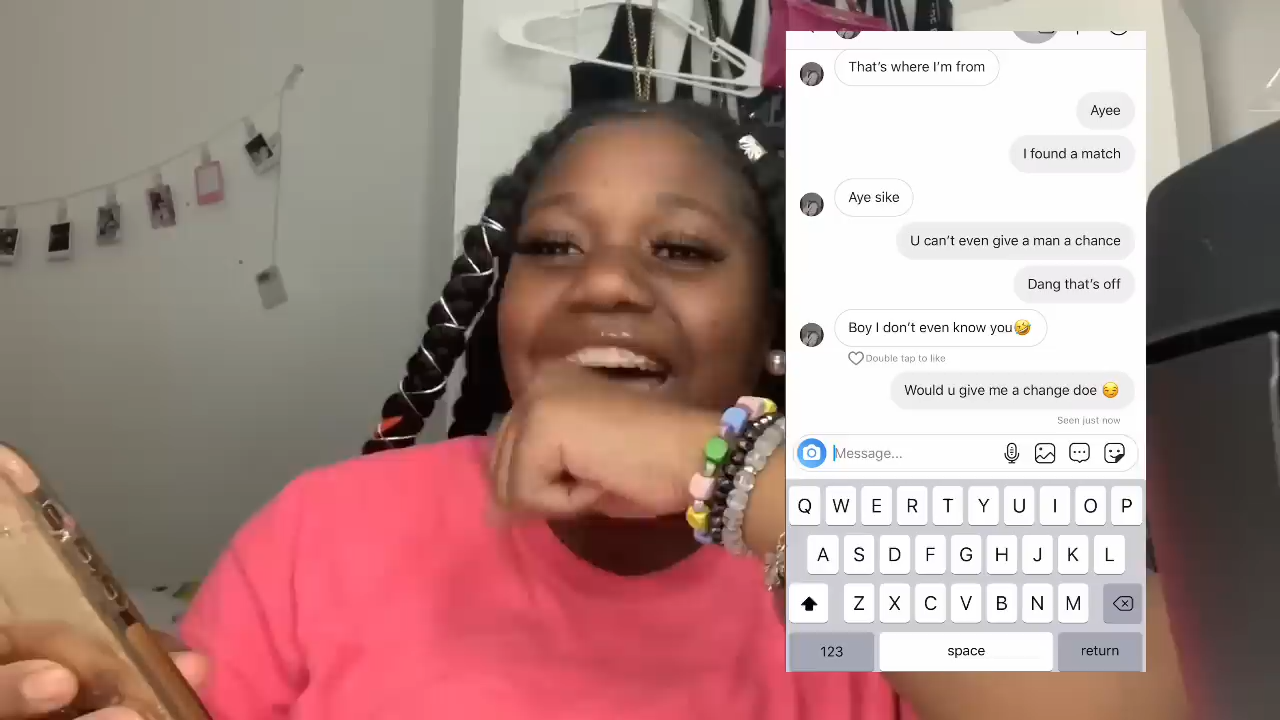 That's where I'm from
Ayee
I found a match
Aye sike
U can't even give a man a chance
Dang that's off
Boy I don't even know you🤣
Double tap to like
Would u give me a change doe 😏
Seen just now
Message...
Q W E R T Y U I O P
A S D F G H J K L
Z X C V B N M
123 space return